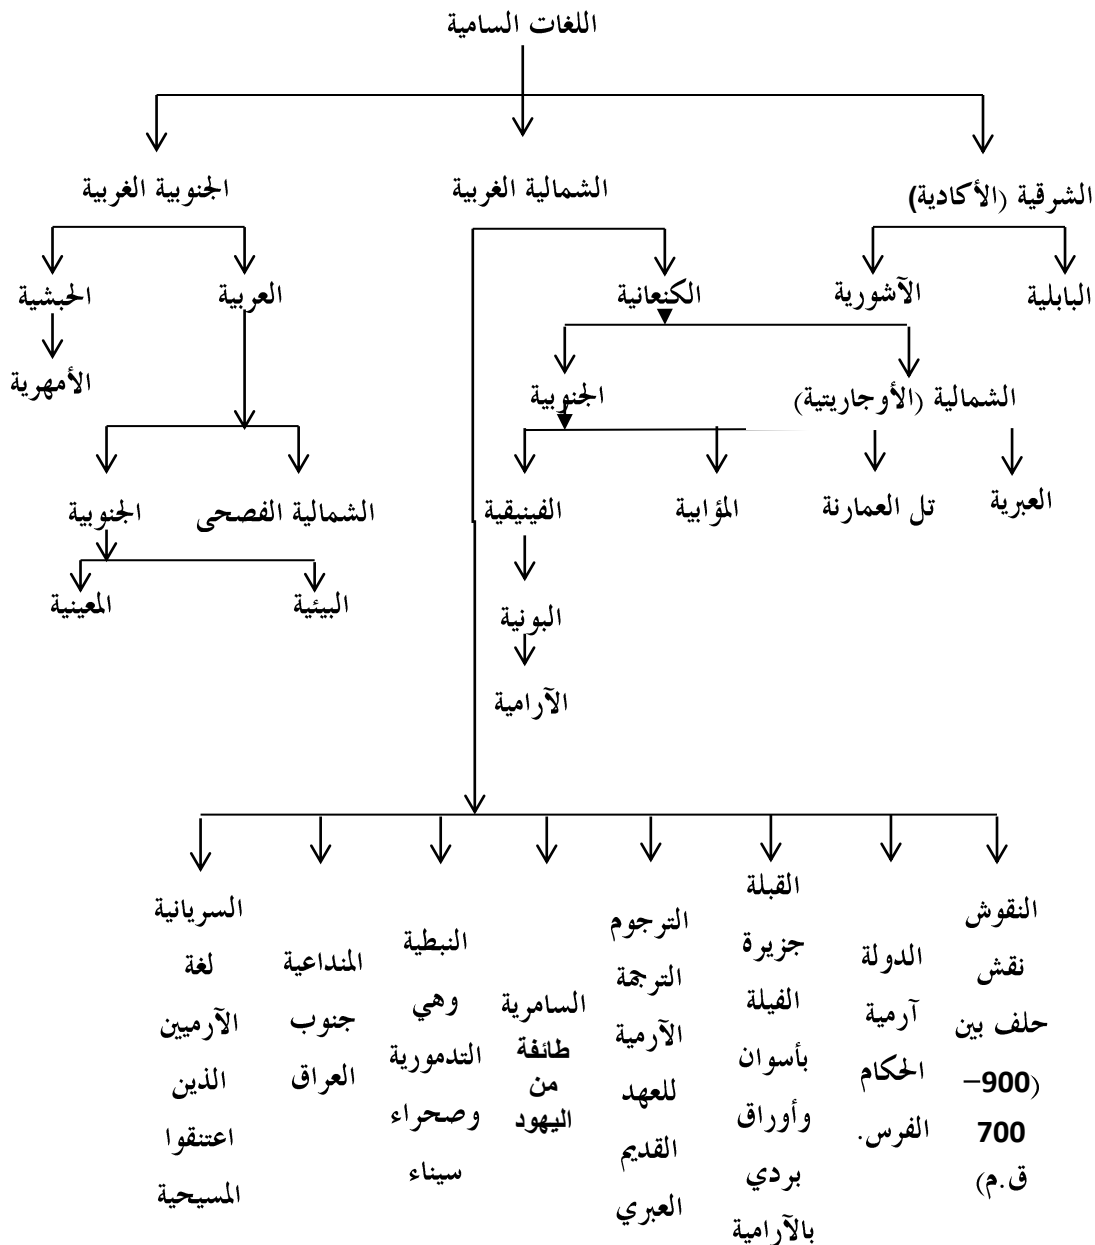 اللغات السامية
الشرقية (الأكادية)
الشمالية الغربية
الجنوبية الغربية
البابلية
الآشورية
الكنعانية
العربية
الحبشية
الأمهرية
الشمالية (الأوجاريتية)
الجنوبية
العبرية
تل العمارنة
المؤابية
الفينيقية
الشمالية الفصحى
الجنوبية
البيئية
المعينية
البونية
الآرامية
النقوش
نقش
حلف بين
(900–
700
ق.م)
الدولة
آرمية
الحكام
الفرس.
القبلة
جزيرة
الفيلة
بأسوان
وأوراق
بردي
بالآرامية
الترجوم
الترجمة
الآرمية
للعهد
القديم
العبري
السامرية
طائفة
من
اليهود
النبطية
وهي
التدمورية
وصحراء
سيناء
المنداعية
جنوب
العراق
السريانية
لغة
الآرميين
الذين
اعتنقوا
المسيحية